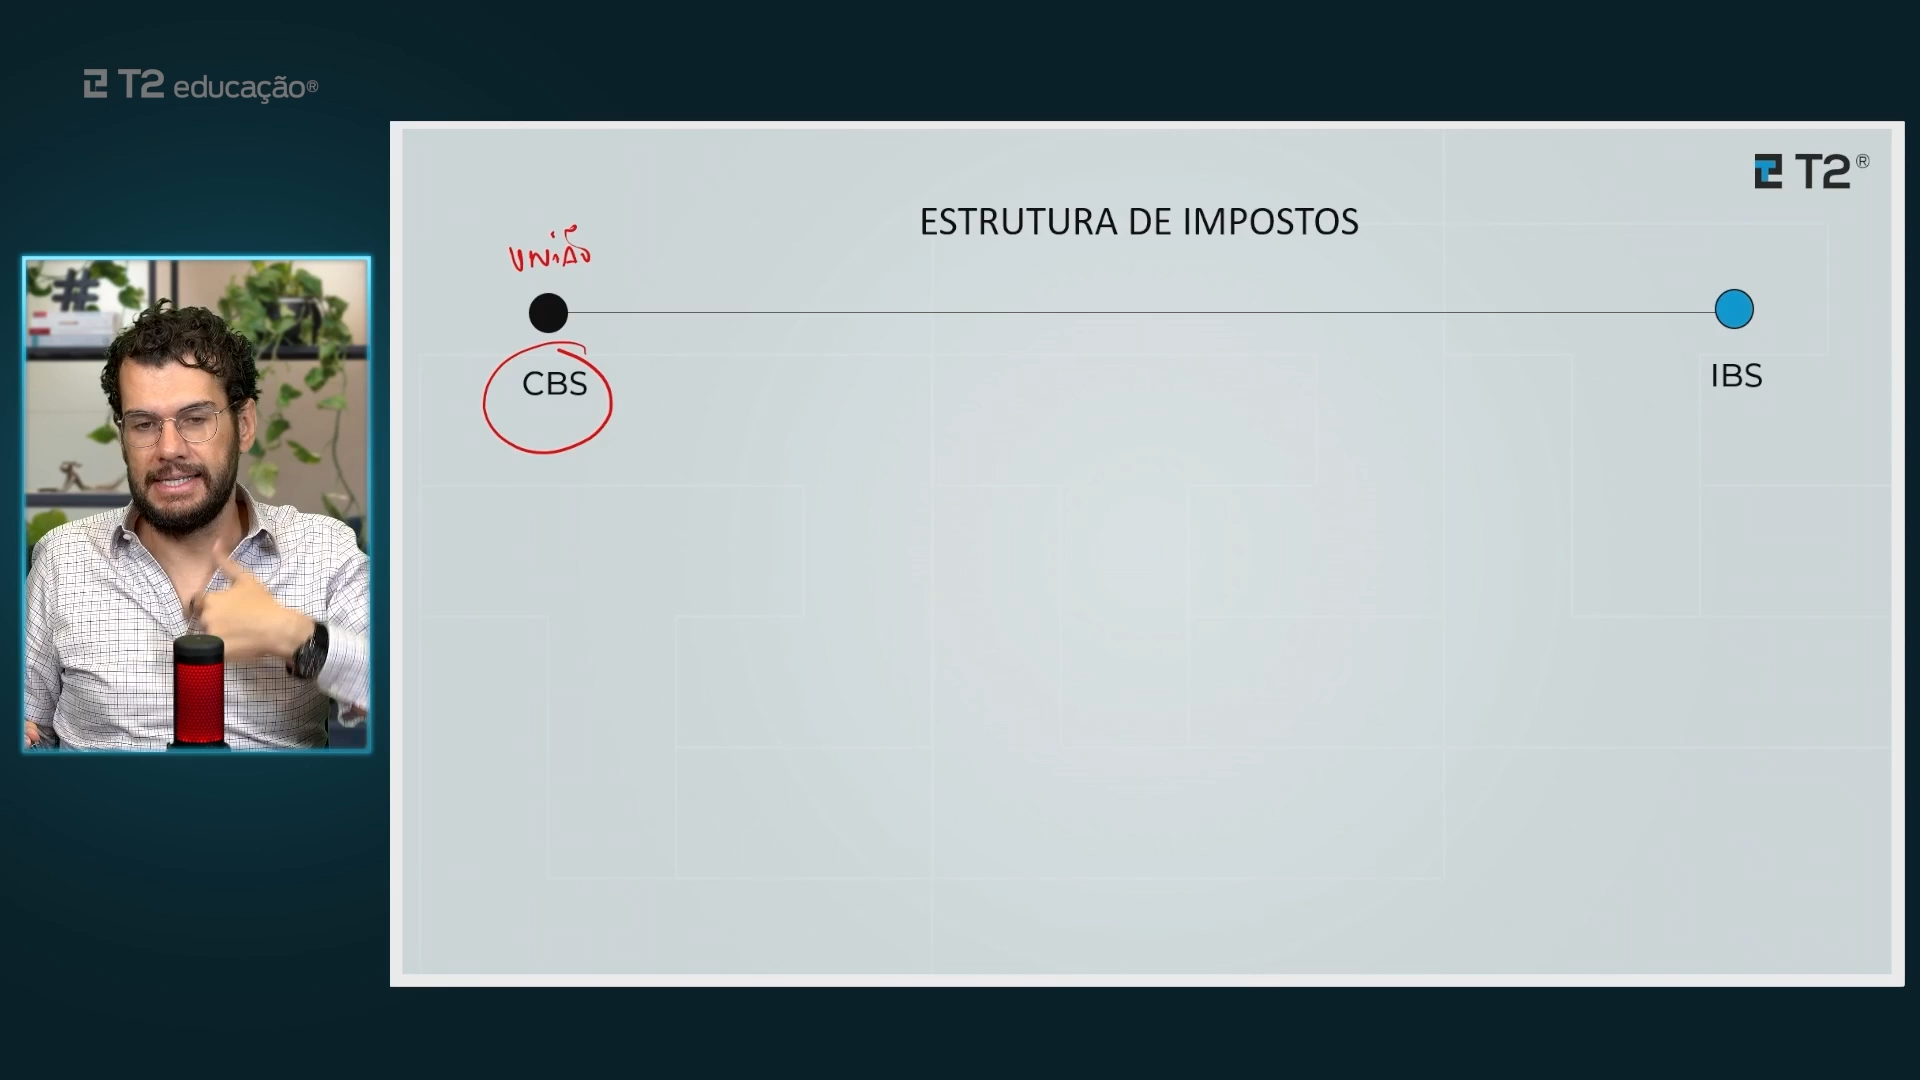 T2 educação®
T2®
ESTRUTURA DE IMPOSTOS
UNIÃO
CBS
IBS